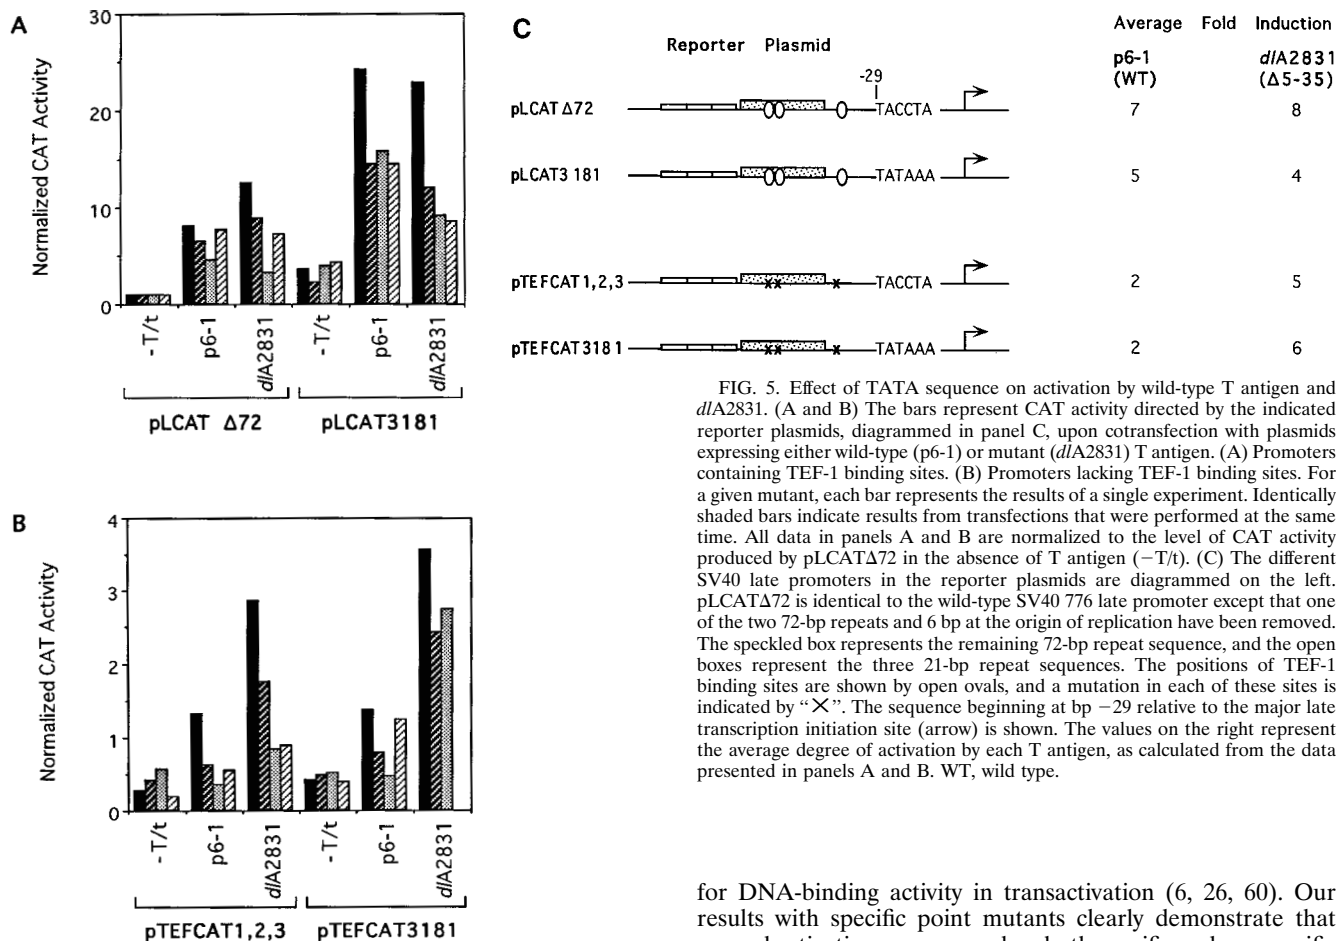 A
30
20
10
0
Normalized CAT Activity
-T/t
p6-1
dlA2831
-T/t
p6-1
dlA2831
pLCAT Δ72
pLCAT3181
B
4
3
2
1
0
Normalized CAT Activity
-T/t
p6-1
dlA2831
-T/t
p6-1
dlA2831
pTEFCAT1,2,3
pTEFCAT3181
C
Reporter Plasmid
Average Fold Induction
p6-1 (WT)
dlA2831 (Δ5-35)
-29
pLCAT Δ72 TACCTA 7 8
pLCAT3 181 TATAAA 5 4
pTEFCAT1,2,3 xx x TACCTA 2 5
pTEFCAT3181 xx x TATAAA 2 6
FIG. 5. Effect of TATA sequence on activation by wild-type T antigen and
dlA2831. (A and B) The bars represent CAT activity directed by the indicated
reporter plasmids, diagrammed in panel C, upon cotransfection with plasmids
expressing either wild-type (p6-1) or mutant (dlA2831) T antigen. (A) Promoters
containing TEF-1 binding sites. (B) Promoters lacking TEF-1 binding sites. For
a given mutant, each bar represents the results of a single experiment. Identically
shaded bars indicate results from transfections that were performed at the same
time. All data in panels A and B are normalized to the level of CAT activity
produced by pLCATΔ72 in the absence of T antigen (−T/t). (C) The different
SV40 late promoters in the reporter plasmids are diagrammed on the left.
pLCATΔ72 is identical to the wild-type SV40 776 late promoter except that one
of the two 72-bp repeats and 6 bp at the origin of replication have been removed.
The speckled box represents the remaining 72-bp repeat sequence, and the open
boxes represent the three 21-bp repeat sequences. The positions of TEF-1
binding sites are shown by open ovals, and a mutation in each of these sites is
indicated by “×”. The sequence beginning at bp −29 relative to the major late
transcription initiation site (arrow) is shown. The values on the right represent
the average degree of activation by each T antigen, as calculated from the data
presented in panels A and B. WT, wild type.
for DNA-binding activity in transactivation (6, 26, 60). Our
results with specific point mutants clearly demonstrate that